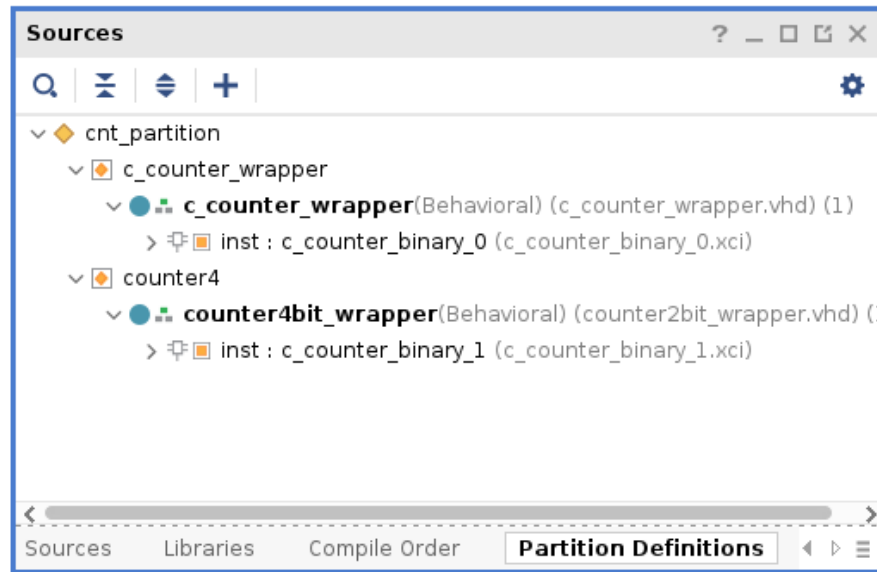 Sources
cnt_partition
c_counter_wrapper
c_counter_wrapper(Behavioral) (c_counter_wrapper.vhd) (1)
inst : c_counter_binary_0 (c_counter_binary_0.xci)
counter4
counter4bit_wrapper(Behavioral) (counter2bit_wrapper.vhd) (
inst : c_counter_binary_1 (c_counter_binary_1.xci)
Sources Libraries Compile Order Partition Definitions